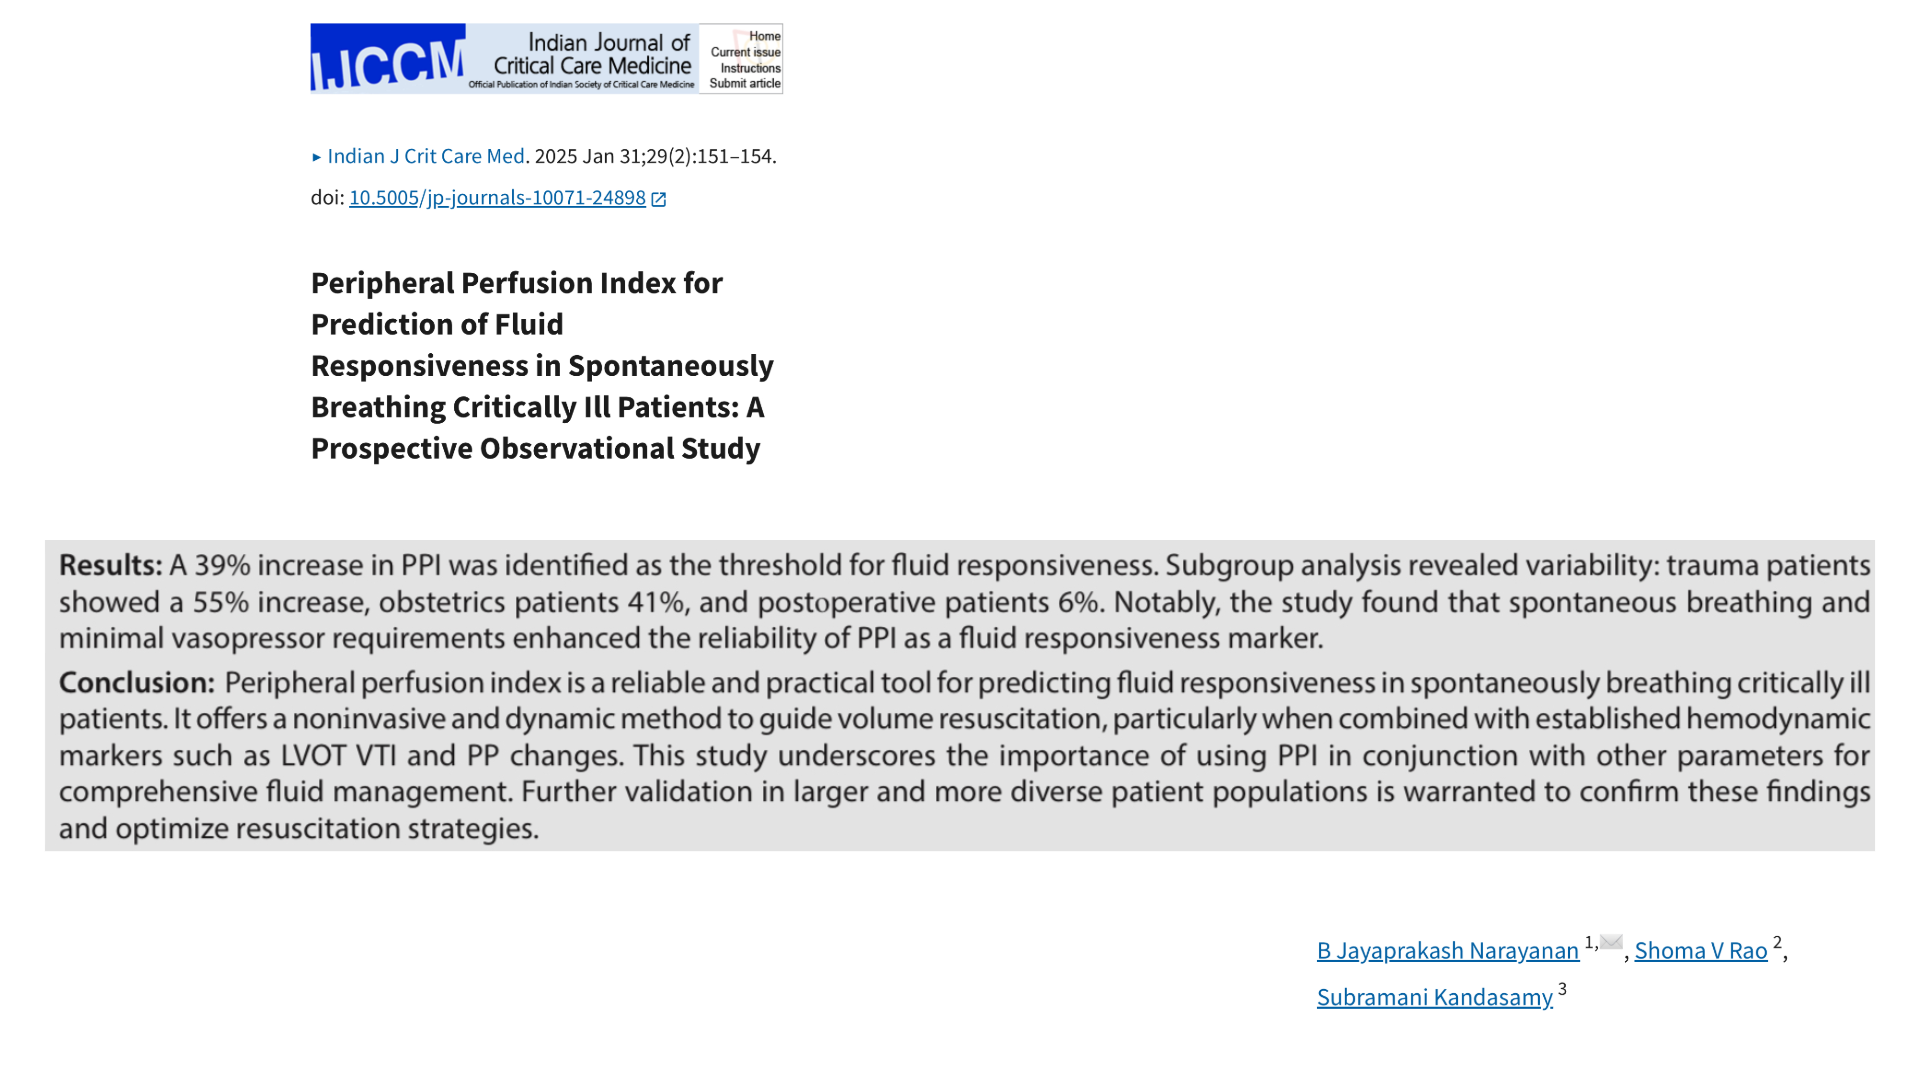 IJCCM
Indian Journal of
Critical Care Medicine
Official Publication of Indian Society of Critical Care Medicine
Home
Current issue
Instructions
Submit article
▸ Indian J Crit Care Med. 2025 Jan 31;29(2):151–154.
doi: 10.5005/jp-journals-10071-24898
Peripheral Perfusion Index for
Prediction of Fluid
Responsiveness in Spontaneously
Breathing Critically Ill Patients: A
Prospective Observational Study
Results: A 39% increase in PPI was identified as the threshold for fluid responsiveness. Subgroup analysis revealed variability: trauma patients
showed a 55% increase, obstetrics patients 41%, and postoperative patients 6%. Notably, the study found that spontaneous breathing and
minimal vasopressor requirements enhanced the reliability of PPI as a fluid responsiveness marker.
Conclusion: Peripheral perfusion index is a reliable and practical tool for predicting fluid responsiveness in spontaneously breathing critically ill
patients. It offers a noninvasive and dynamic method to guide volume resuscitation, particularly when combined with established hemodynamic
markers such as LVOT VTI and PP changes. This study underscores the importance of using PPI in conjunction with other parameters for
comprehensive fluid management. Further validation in larger and more diverse patient populations is warranted to confirm these findings
and optimize resuscitation strategies.
B Jayaprakash Narayanan 1,✉, Shoma V Rao 2,
Subramani Kandasamy 3